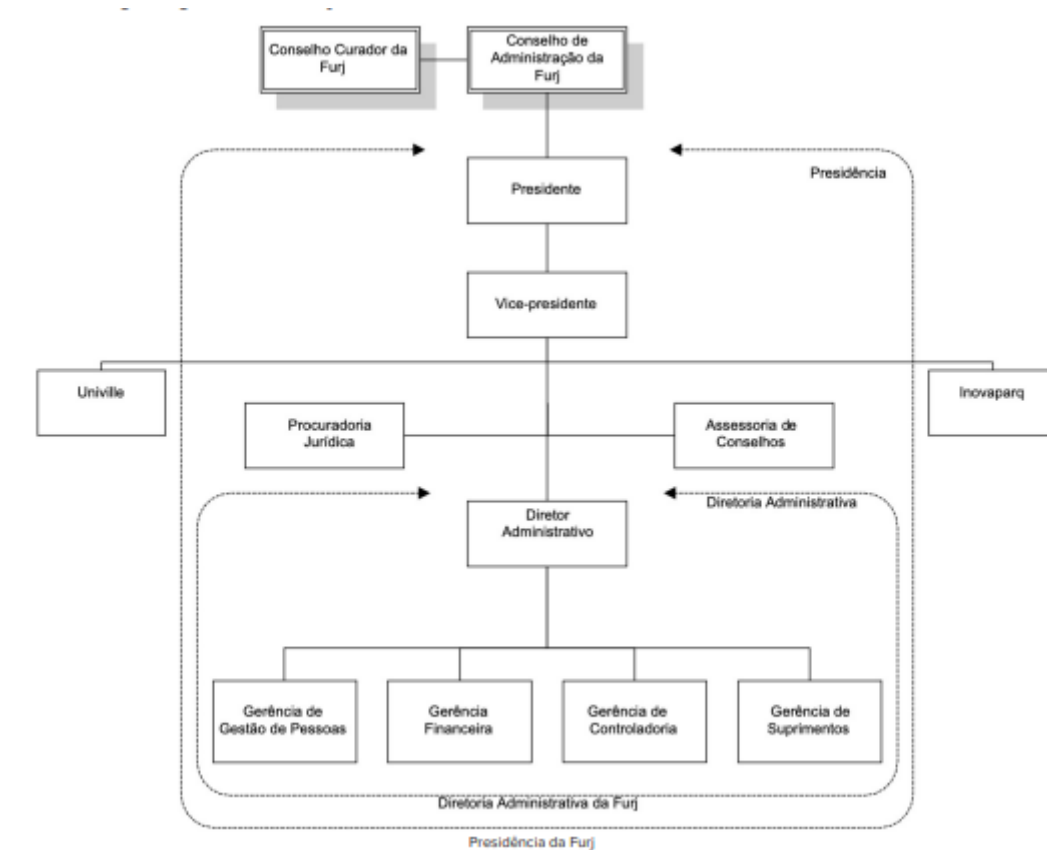 Conselho Curador da
Furj
Conselho de
Administração da
Furj
Presidência
Presidente
Vice-presidente
Univille
Inovaparq
Procuradoria
Jurídica
Assessoria de
Conselhos
Diretoria Administrativa
Diretor
Administrativo
Gerência de
Gestão de Pessoas
Gerência
Financeira
Gerência de
Controladoria
Gerência de
Suprimentos
Diretoria Administrativa da Furj
Presidência da Furj